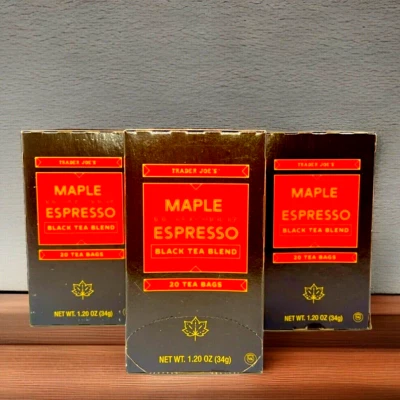 TRADER JOE'S
MAPLE
ESPRESSO
BLACK TEA BLEND
20 TEA BAGS
NET WT. 1.20 OZ (34g)
TRADER JOE'S
MAPLE
ESPRESSO
BLACK TEA BLEND
20 TEA BAGS
NET WT. 1.20 OZ (34g)
TRADER JOE'S
MAPLE
ESPRESSO
BLACK TEA BLEND
20 TEA BAGS
NET WT. 1.20 OZ (34g)